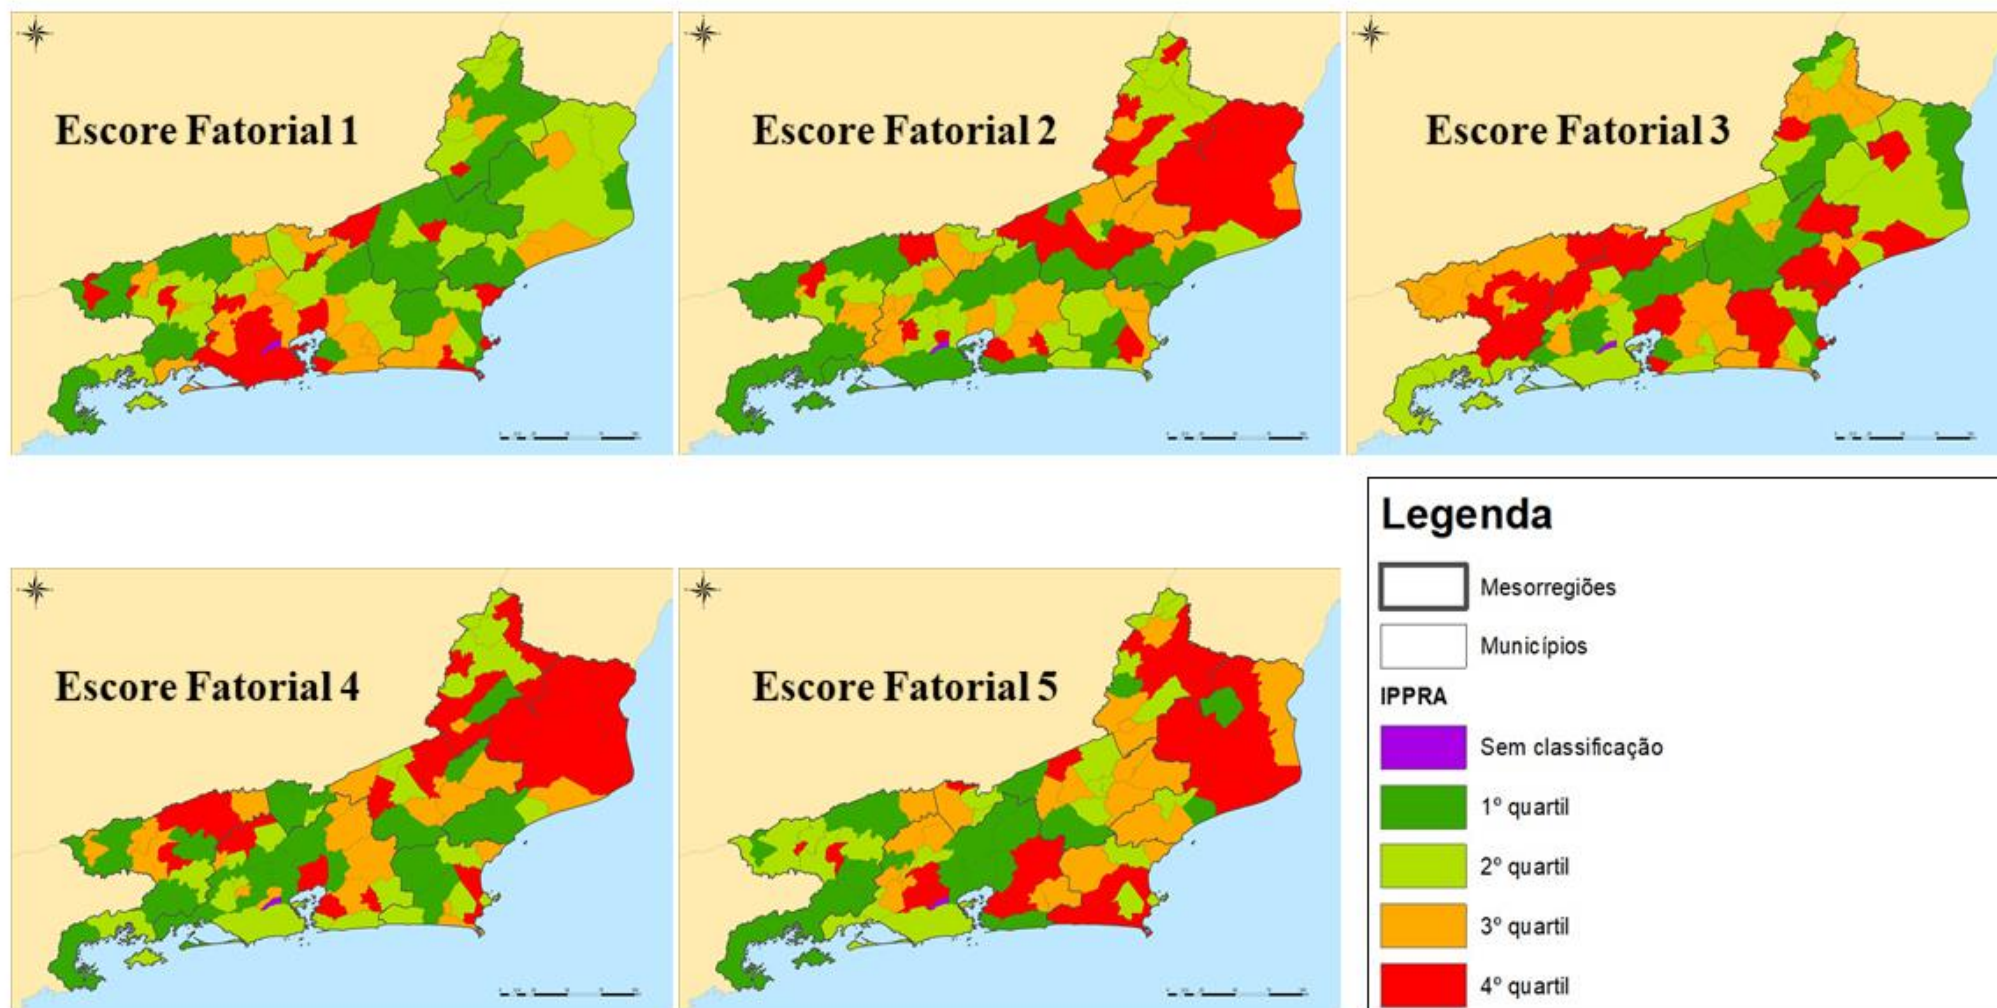 Escore Fatorial 1
Escore Fatorial 2
Escore Fatorial 3
Escore Fatorial 4
Escore Fatorial 5
Legenda
Mesorregiões
Municípios
IPPRA
Sem classificação
1º quartil
2º quartil
3º quartil
4º quartil